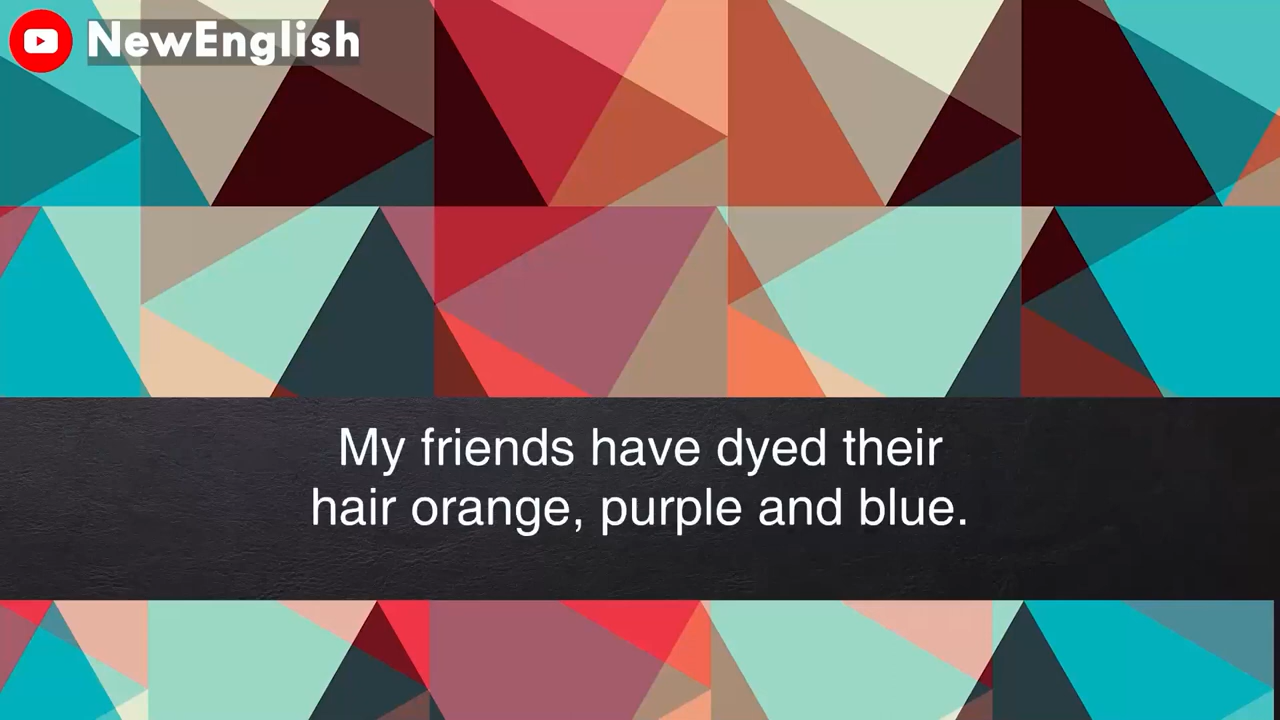 NewEnglish
My friends have dyed their
hair orange, purple and blue.